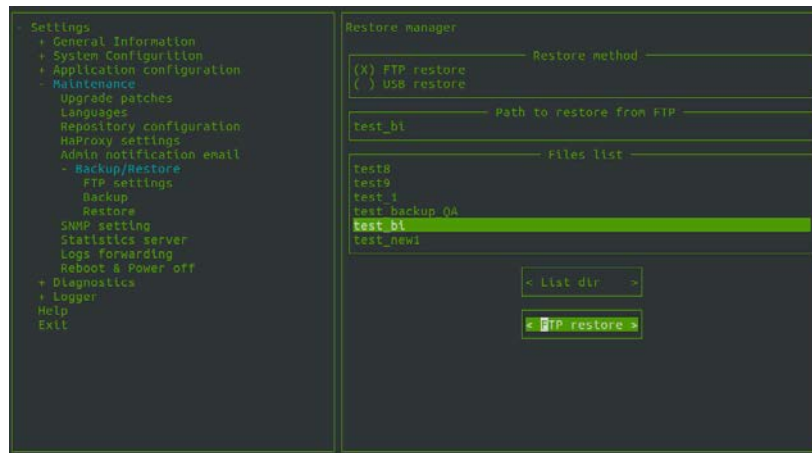 - Settings
+ General Information
+ System Configurition
+ Application configuration
- Maintenance
Upgrade patches
Languages
Repository configuration
HaProxy settings
Admin notification email
- Backup/Restore
FTP settings
Backup
Restore
SNMP setting
Statistics server
Logs forwarding
Reboot & Power off
+ Diagnostics
+ Logger
Help
Exit
Restore manager
Restore method
(X) FTP restore
( ) USB restore
Path to restore from FTP
test_bi
Files list
test8
test9
test_1
test_backup_QA
test_bi
test_new1
< List dir >
< FTP restore >